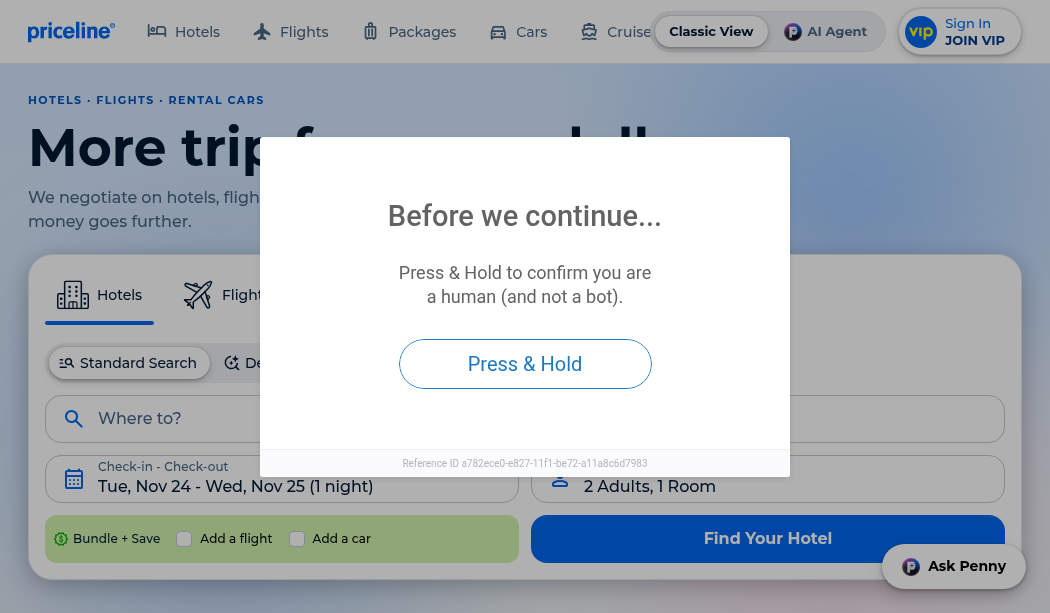 priceline®
Hotels
Flights
Packages
Cars
Cruise
Classic View
AI Agent
VIP
Sign In
JOIN VIP
HOTELS · FLIGHTS · RENTAL CARS
More trip
We negotiate on hotels, fligh
money goes further.
Before we continue...
Press & Hold to confirm you are
a human (and not a bot).
Press & Hold
Reference ID a782ece0-e827-11f1-be72-a11a8c6d7983
Hotels
Flight
Standard Search
De
Where to?
Check-in - Check-out
Tue, Nov 24 - Wed, Nov 25 (1 night)
2 Adults, 1 Room
Bundle + Save
Add a flight
Add a car
Find Your Hotel
Ask Penny